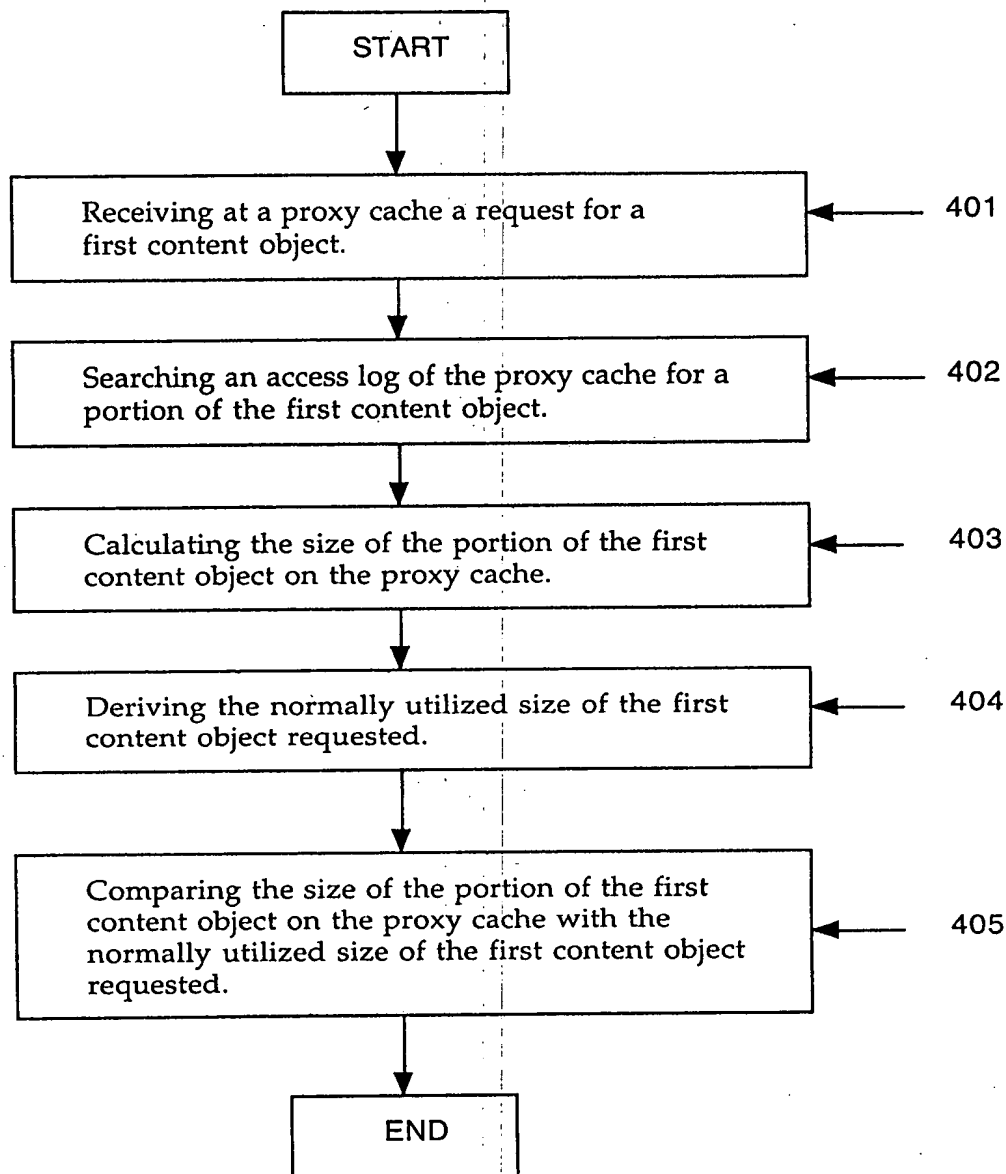 START
Receiving at a proxy cache a request for a
first content object.
401
Searching an access log of the proxy cache for a
portion of the first content object.
402
Calculating the size of the portion of the first
content object on the proxy cache.
403
Deriving the normally utilized size of the first
content object requested.
404
Comparing the size of the portion of the first
content object on the proxy cache with the
normally utilized size of the first content object
requested.
405
END